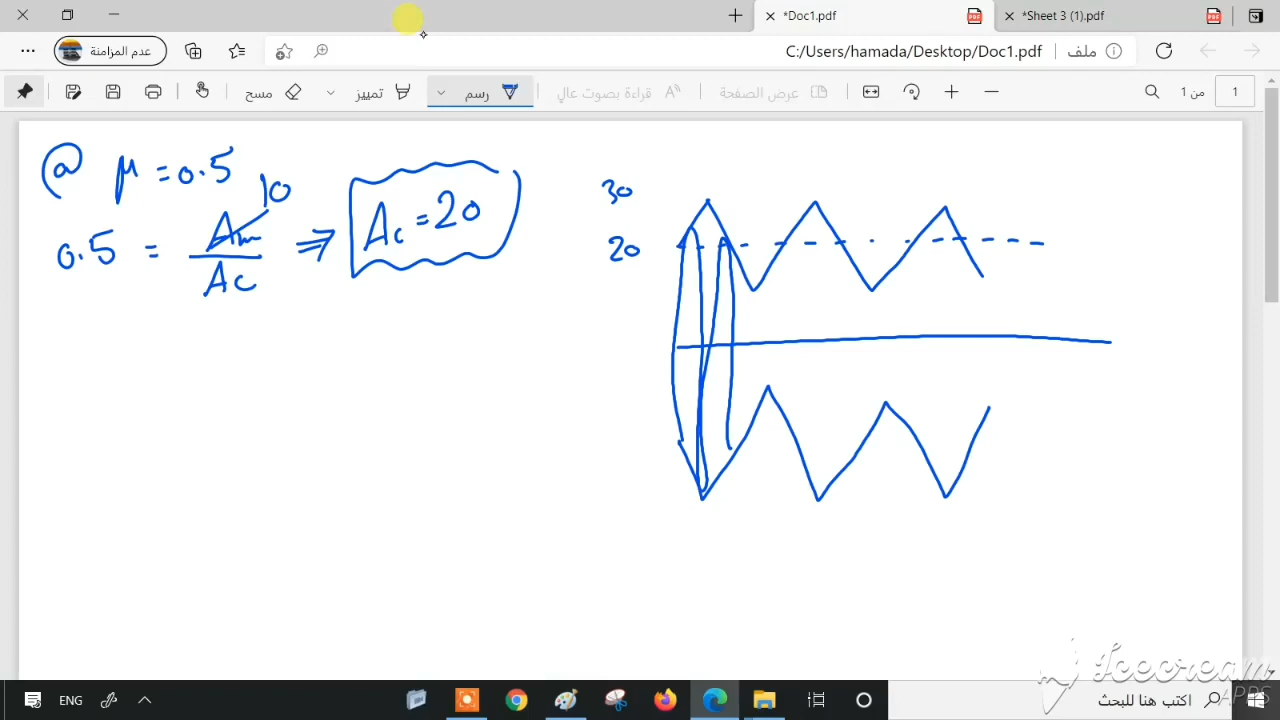 *Doc1.pdf
*Sheet 3 (1).pdf
عدم المزامنة
C:/Users/hamada/Desktop/Doc1.pdf
ملف
مسح
تمييز
رسم
قراءة بصوت عالٍ
عرض الصفحة
من 1
1
@ μ = 0.5
0.5 = Am/Ac 10 ⇒ Ac = 20
30
20
Icecream
APPS
ENG
اكتب هنا للبحث